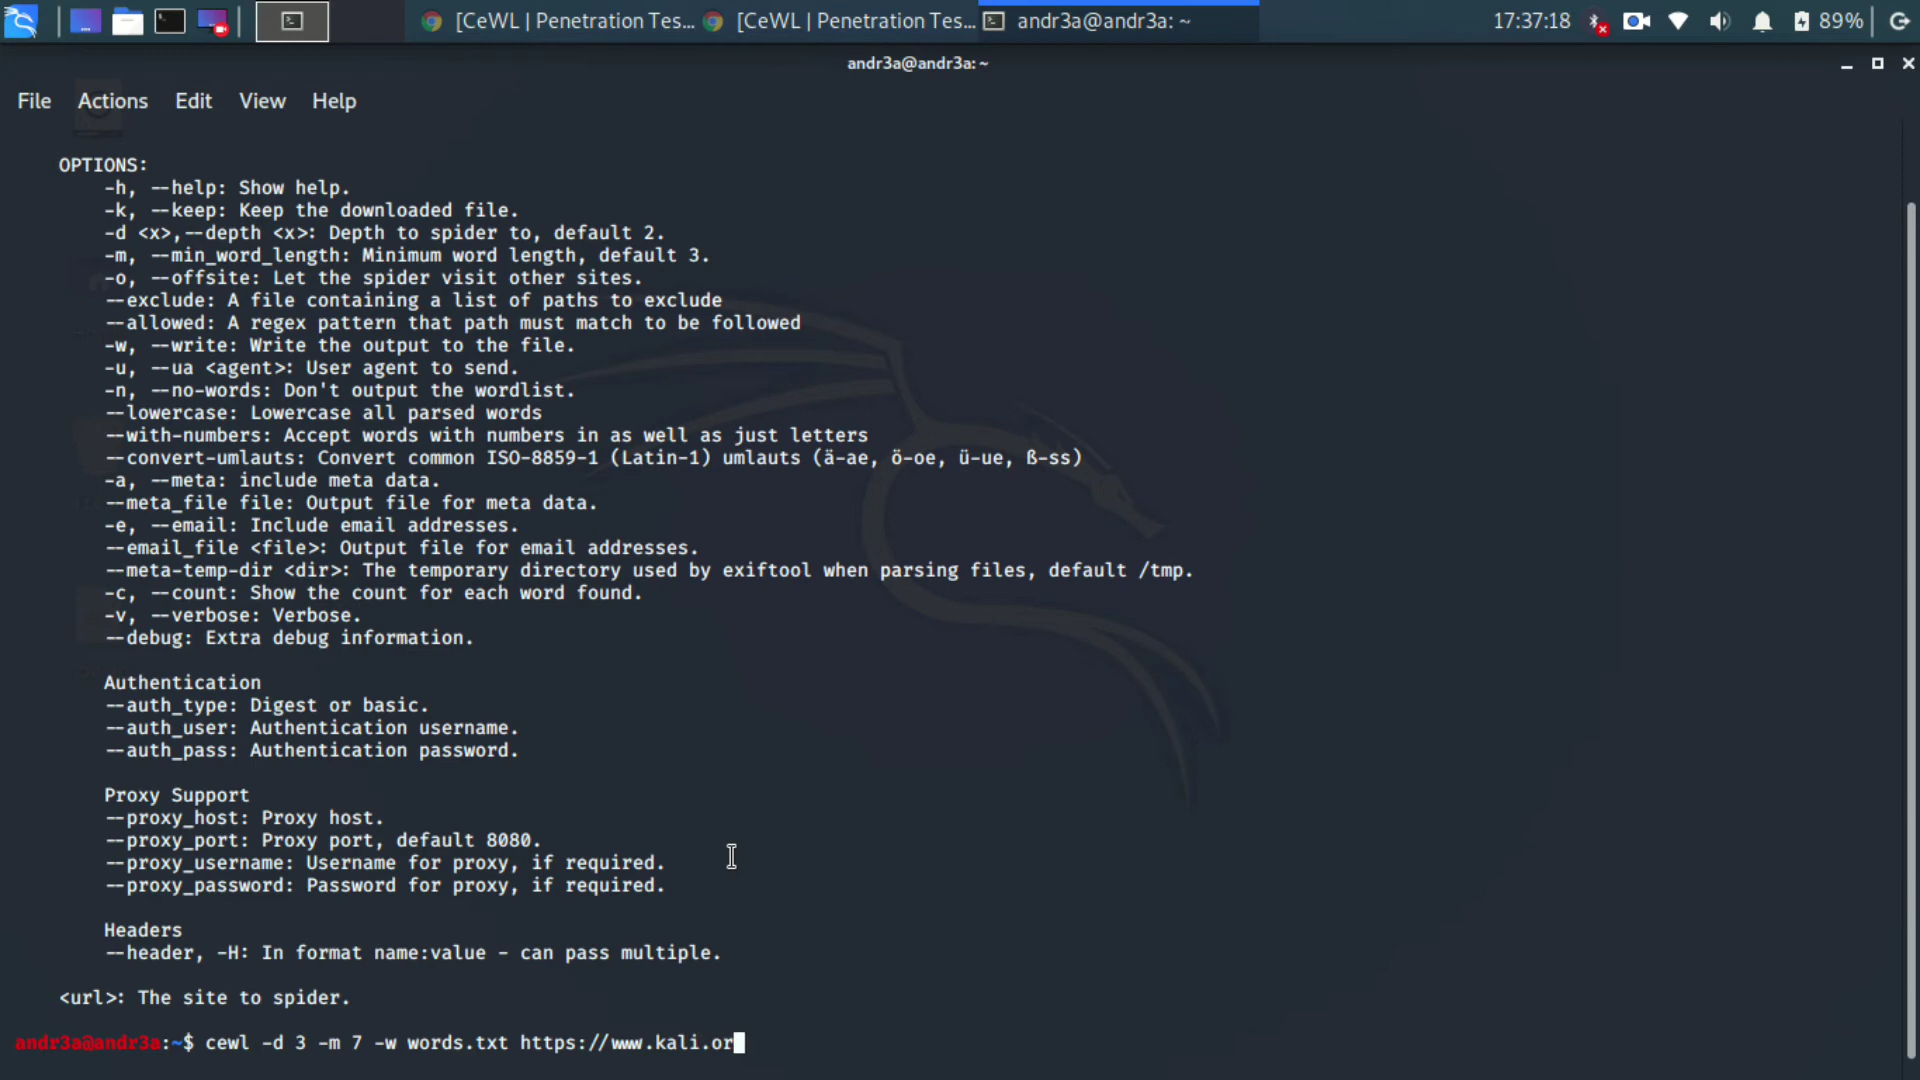 [CeWL | Penetration Tes... [CeWL | Penetration Tes... andr3a@andr3a: ~ 17:37:18 89%
andr3a@andr3a: ~
File Actions Edit View Help
OPTIONS:
-h, --help: Show help.
-k, --keep: Keep the downloaded file.
-d <x>,--depth <x>: Depth to spider to, default 2.
-m, --min_word_length: Minimum word length, default 3.
-o, --offsite: Let the spider visit other sites.
--exclude: A file containing a list of paths to exclude
--allowed: A regex pattern that path must match to be followed
-w, --write: Write the output to the file.
-u, --ua <agent>: User agent to send.
-n, --no-words: Don't output the wordlist.
--lowercase: Lowercase all parsed words
--with-numbers: Accept words with numbers in as well as just letters
--convert-umlauts: Convert common ISO-8859-1 (Latin-1) umlauts (ä-ae, ö-oe, ü-ue, ß-ss)
-a, --meta: include meta data.
--meta_file file: Output file for meta data.
-e, --email: Include email addresses.
--email_file <file>: Output file for email addresses.
--meta-temp-dir <dir>: The temporary directory used by exiftool when parsing files, default /tmp.
-c, --count: Show the count for each word found.
-v, --verbose: Verbose.
--debug: Extra debug information.
Authentication
--auth_type: Digest or basic.
--auth_user: Authentication username.
--auth_pass: Authentication password.
Proxy Support
--proxy_host: Proxy host.
--proxy_port: Proxy port, default 8080.
--proxy_username: Username for proxy, if required.
--proxy_password: Password for proxy, if required.
Headers
--header, -H: In format name:value - can pass multiple.
<url>: The site to spider.
andr3a@andr3a:~$ cewl -d 3 -m 7 -w words.txt https://www.kali.or